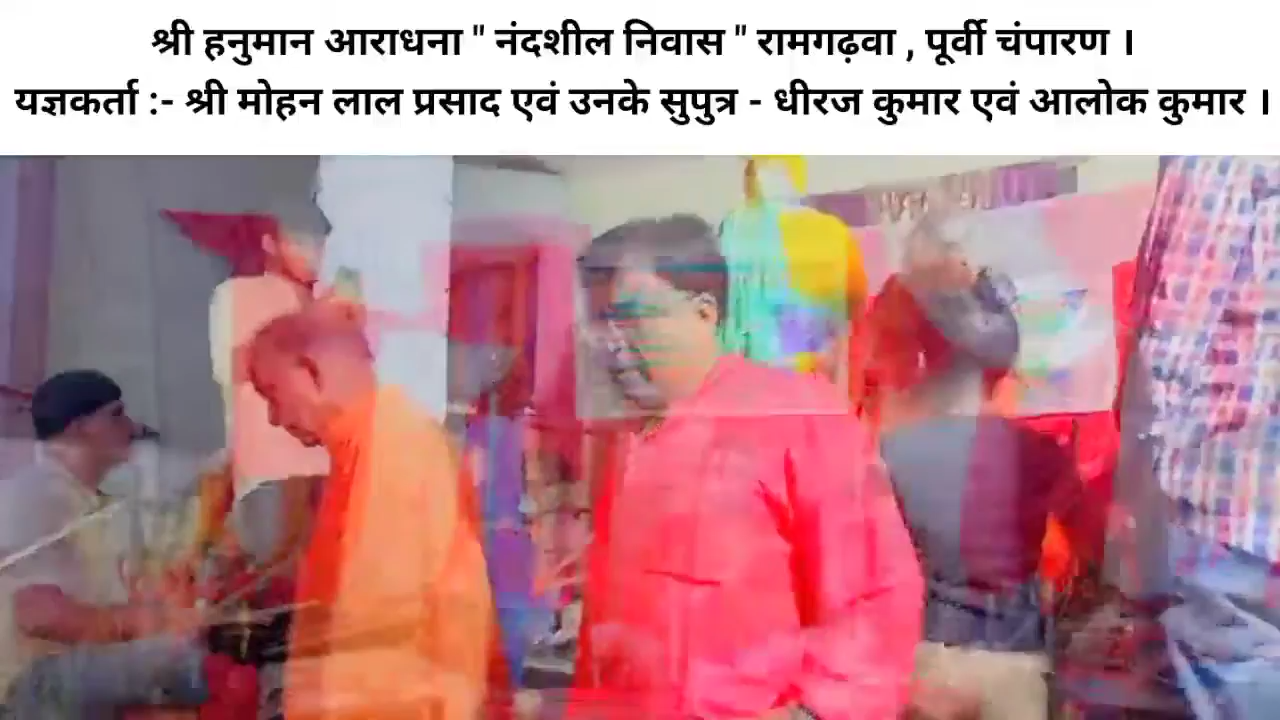 श्री हनुमान आराधना " नंदशील निवास " रामगढ़वा , पूर्वी चंपारण ।
यज्ञकर्ता :- श्री मोहन लाल प्रसाद एवं उनके सुपुत्र - धीरज कुमार एवं आलोक कुमार ।